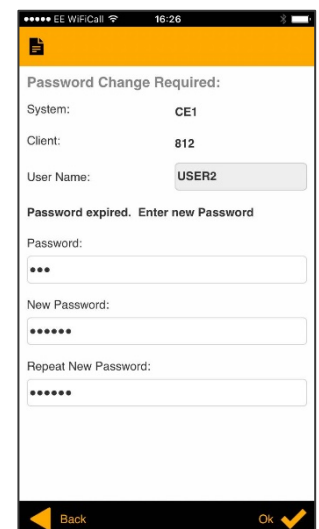 ●●●●● EE WiFiCall 16:26
Password Change Required:
System: CE1
Client: 812
User Name: USER2
Password expired. Enter new Password
Password:
●●●
New Password:
●●●●●●
Repeat New Password:
●●●●●●
Back Ok